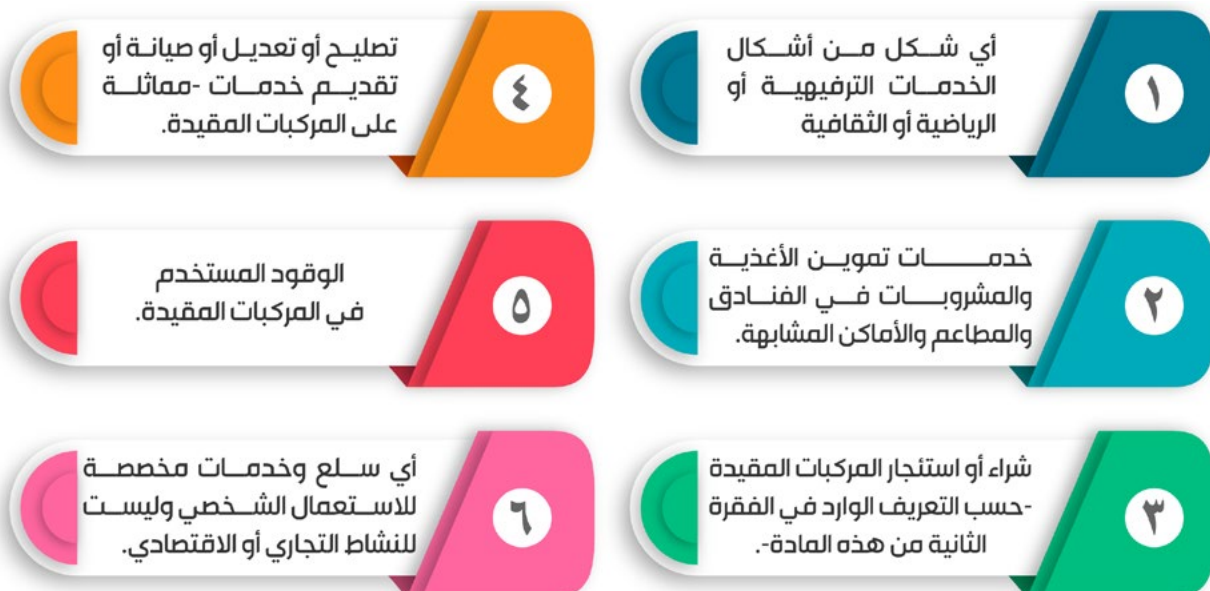 ١
أي شكل من أشكال
الخدمات الترفيهية أو
الرياضية أو الثقافية
٢
خدمات تموين الأغذية
والمشروبات في الفنادق
والمطاعم والأماكن المشابهة.
٣
شراء أو استئجار المركبات المقيدة
-حسب التعريف الوارد في الفقرة
الثانية من هذه المادة-.
٤
تصليح أو تعديل أو صيانة أو
تقديم خدمات -مماثلة
على المركبات المقيدة.
٥
الوقود المستخدم
في المركبات المقيدة.
٦
أي سلع وخدمات مخصصة
للاستعمال الشخصي وليست
للنشاط التجاري أو الاقتصادي.